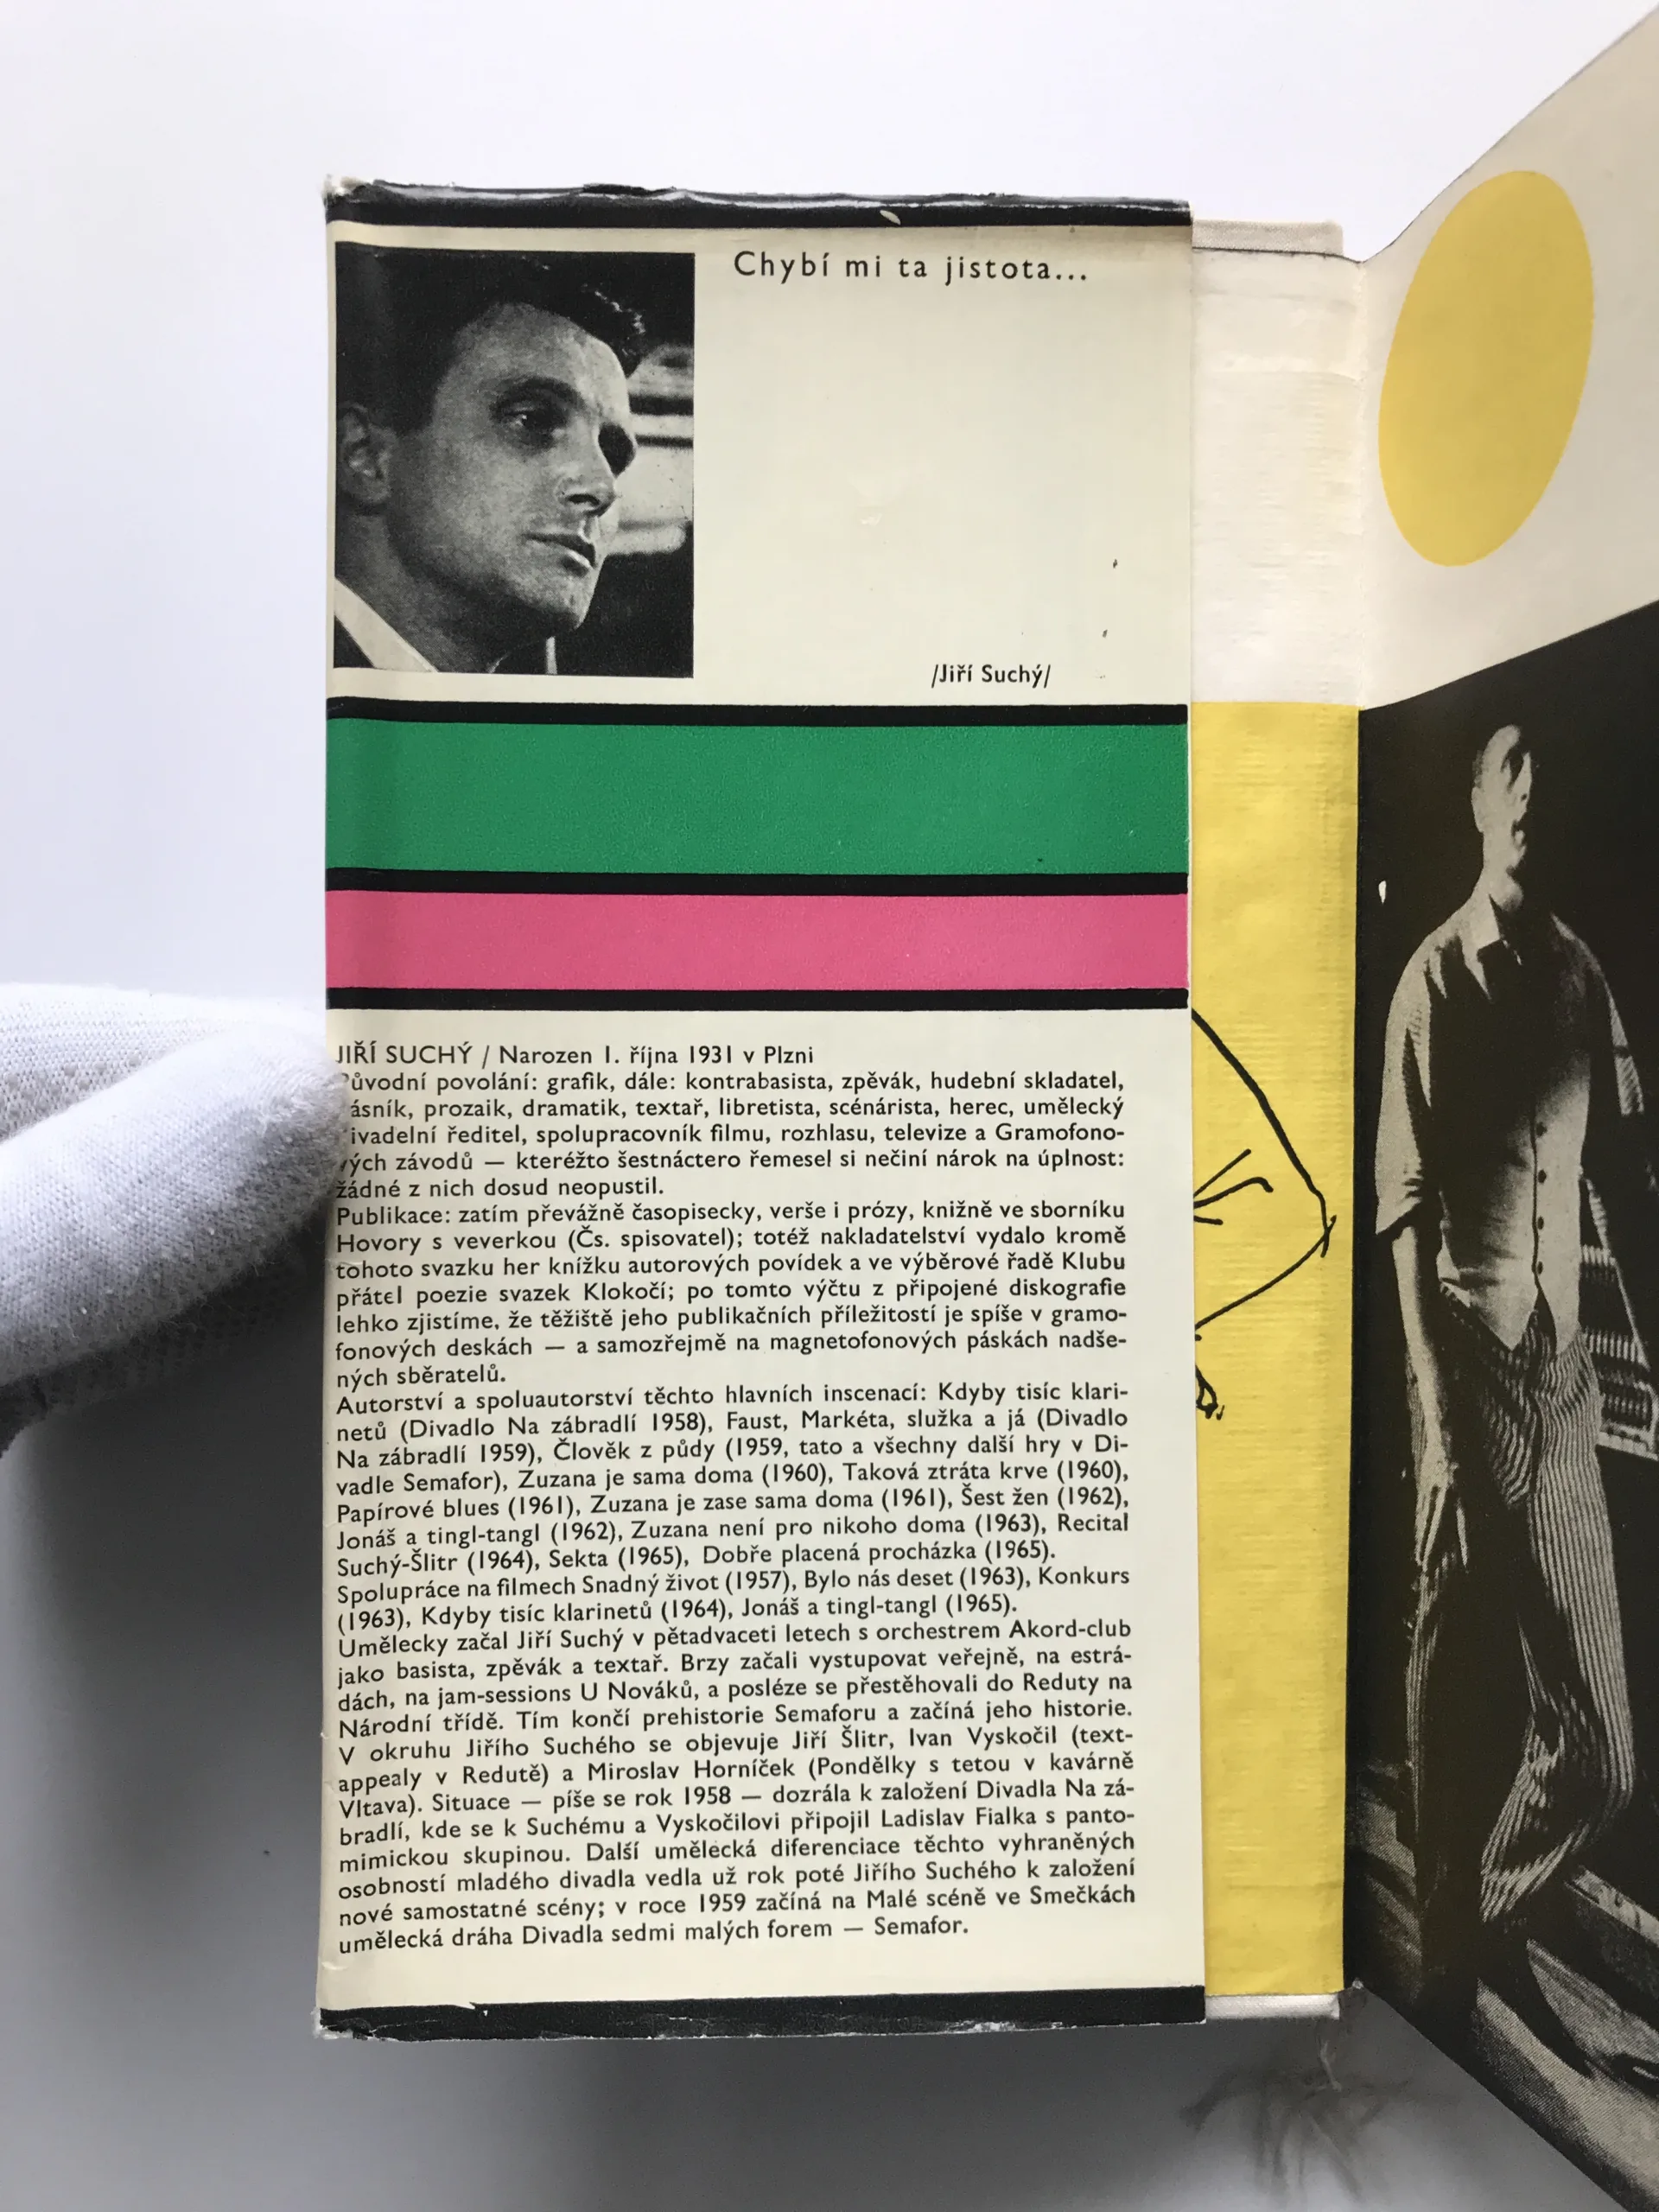 Chybí mi ta jistota...
/Jiří Suchý/
JIŘÍ SUCHÝ / Narozen 1. října 1931 v Plzni
Původní povolání: grafik, dále: kontrabasista, zpěvák, hudební skladatel,
básník, prozaik, dramatik, textař, libretista, scénárista, herec, umělecký
divadelní ředitel, spolupracovník filmu, rozhlasu, televize a Gramofono-
vých závodů — kteréžto šestnáctero řemesel si nečiní nárok na úplnost:
žádné z nich dosud neopustil.
Publikace: zatím převážně časopisecky, verše i prózy, knižně ve sborníku
Hovory s veverkou (Čs. spisovatel); totéž nakladatelství vydalo kromě
tohoto svazku her knížku autorových povídek a ve výběrové řadě Klubu
přátel poezie svazek Klokočí; po tomto výčtu z připojené diskografie
lehko zjistíme, že těžiště jeho publikačních příležitostí je spíše v gramo-
fonových deskách — a samozřejmě na magnetofonových páskách nadše-
ných sběratelů.
Autorství a spoluautorství těchto hlavních inscenací: Kdyby tisíc klari-
netů (Divadlo Na zábradlí 1958), Faust, Markéta, služka a já (Divadlo
Na zábradlí 1959), Člověk z půdy (1959, tato a všechny další hry v Di-
vadle Semafor), Zuzana je sama doma (1960), Taková ztráta krve (1960),
Papírové blues (1961), Zuzana je zase sama doma (1961), Šest žen (1962),
Jonáš a tingl-tangl (1962), Zuzana není pro nikoho doma (1963), Recital
Suchý-Šlitr (1964), Sekta (1965), Dobře placená procházka (1965).
Spolupráce na filmech Snadný život (1957), Bylo nás deset (1963), Konkurs
(1963), Kdyby tisíc klarinetů (1964), Jonáš a tingl-tangl (1965).
Umělecky začal Jiří Suchý v pětadvaceti letech s orchestrem Akord-club
jako basista, zpěvák a textař. Brzy začali vystupovat veřejně, na estrá-
dách, na jam-sessions U Nováků, a posléze se přestěhovali do Reduty na
Národní třídě. Tím končí prehistorie Semaforu a začíná jeho historie.
V okruhu Jiřího Suchého se objevuje Jiří Šlitr, Ivan Vyskočil (text-
appealy v Redutě) a Miroslav Horníček (Pondělky s tetou v kavárně
Vltava). Situace — píše se rok 1958 — dozrála k založení Divadla Na zá-
bradlí, kde se k Suchému a Vyskočilovi připojil Ladislav Fialka s panto-
mimickou skupinou. Další umělecká diferenciace těchto vyhraněných
osobností mladého divadla vedla už rok poté Jiřího Suchého k založení
nové samostatné scény; v roce 1959 začíná na Malé scéně ve Smečkách
umělecká dráha Divadla sedmi malých forem — Semafor.